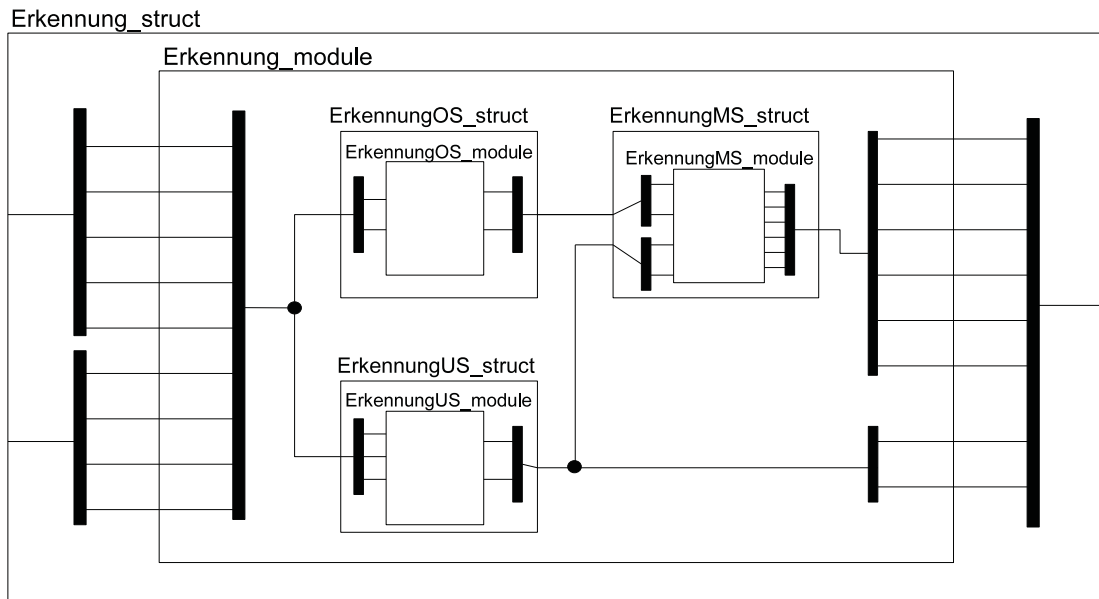 Erkennung_struct
Erkennung_module
ErkennungOS_struct
ErkennungMS_struct
ErkennungOS_module
ErkennungMS_module
ErkennungUS_struct
ErkennungUS_module